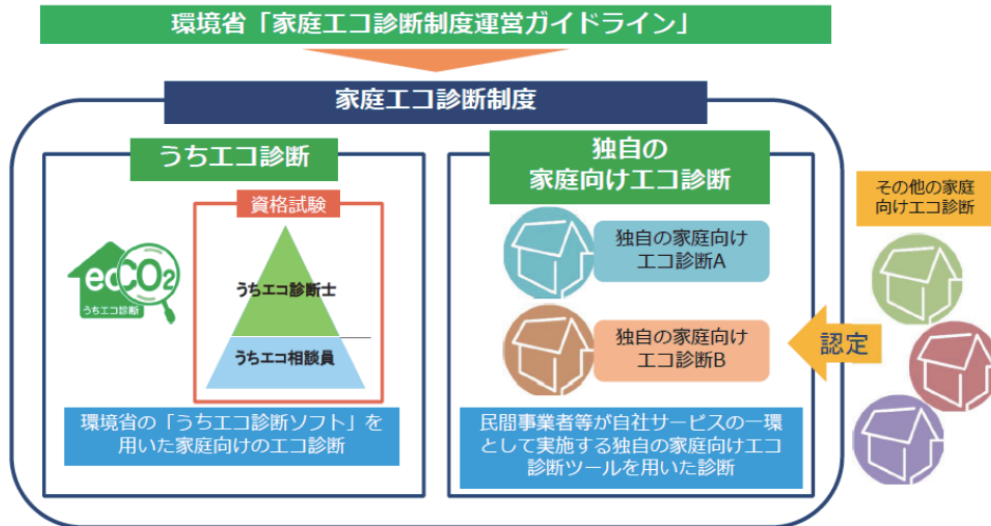 環境省「家庭エコ診断制度運営ガイドライン」
家庭エコ診断制度
うちエコ診断
資格試験
ecCO2
うちエコ診断
うちエコ診断士
うちエコ相談員
環境省の「うちエコ診断ソフト」を
用いた家庭向けのエコ診断
独自の
家庭向けエコ診断
独自の家庭向け
エコ診断A
独自の家庭向け
エコ診断B
民間事業者等が自社サービスの一環
として実施する独自の家庭向けエコ
診断ツールを用いた診断
その他の家庭
向けエコ診断
認定